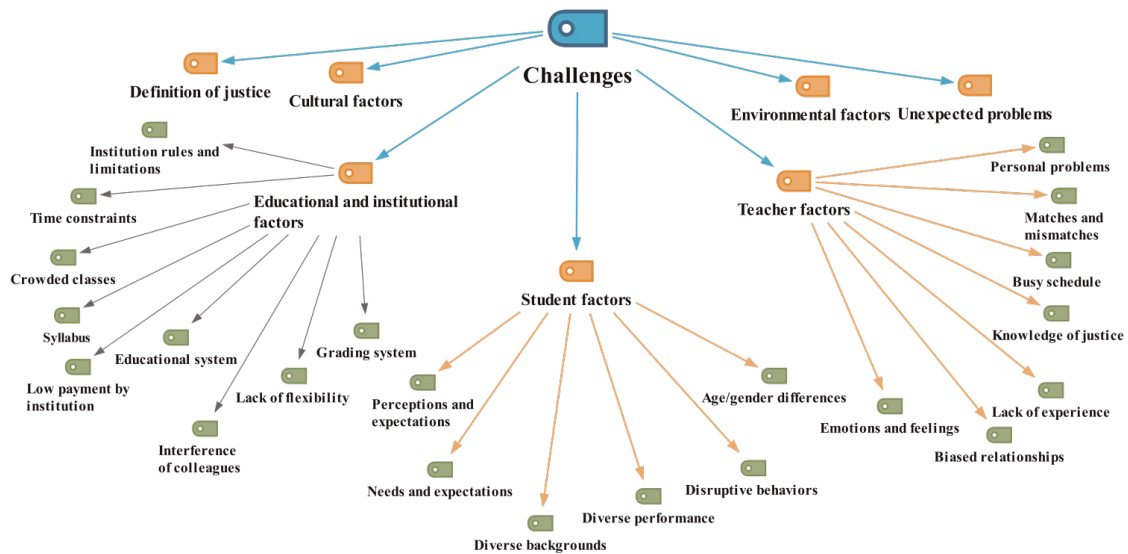 Challenges
Definition of justice
Cultural factors
Environmental factors
Unexpected problems
Institution rules and
limitations
Time constraints
Educational and institutional
factors
Crowded classes
Syllabus
Low payment by
institution
Educational system
Interference
of colleagues
Lack of flexibility
Grading system
Student factors
Perceptions and
expectations
Needs and expectations
Diverse backgrounds
Diverse performance
Disruptive behaviors
Age/gender differences
Teacher factors
Personal problems
Matches and
mismatches
Busy schedule
Knowledge of justice
Lack of experience
Biased relationships
Emotions and feelings